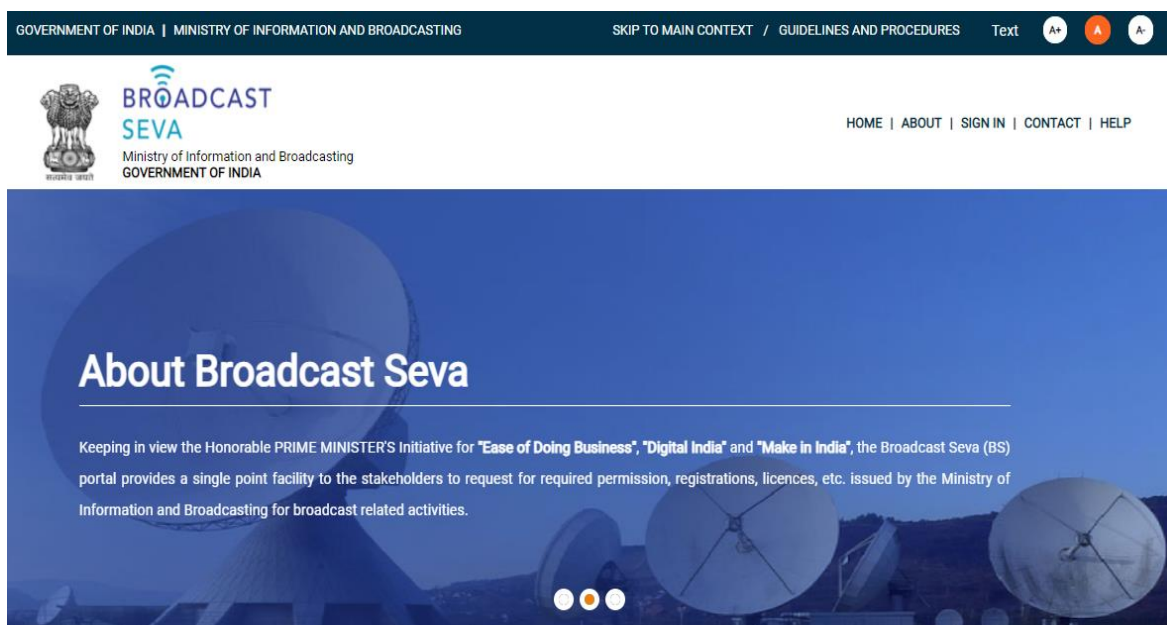 GOVERNMENT OF INDIA | MINISTRY OF INFORMATION AND BROADCASTING SKIP TO MAIN CONTEXT / GUIDELINES AND PROCEDURES Text A+ A A-
BROADCAST
SEVA
Ministry of Information and Broadcasting
GOVERNMENT OF INDIA
सत्यमेव जयते
HOME | ABOUT | SIGN IN | CONTACT | HELP
About Broadcast Seva
Keeping in view the Honorable PRIME MINISTER'S Initiative for "Ease of Doing Business", "Digital India" and "Make in India", the Broadcast Seva (BS)
portal provides a single point facility to the stakeholders to request for required permission, registrations, licences, etc. issued by the Ministry of
Information and Broadcasting for broadcast related activities.